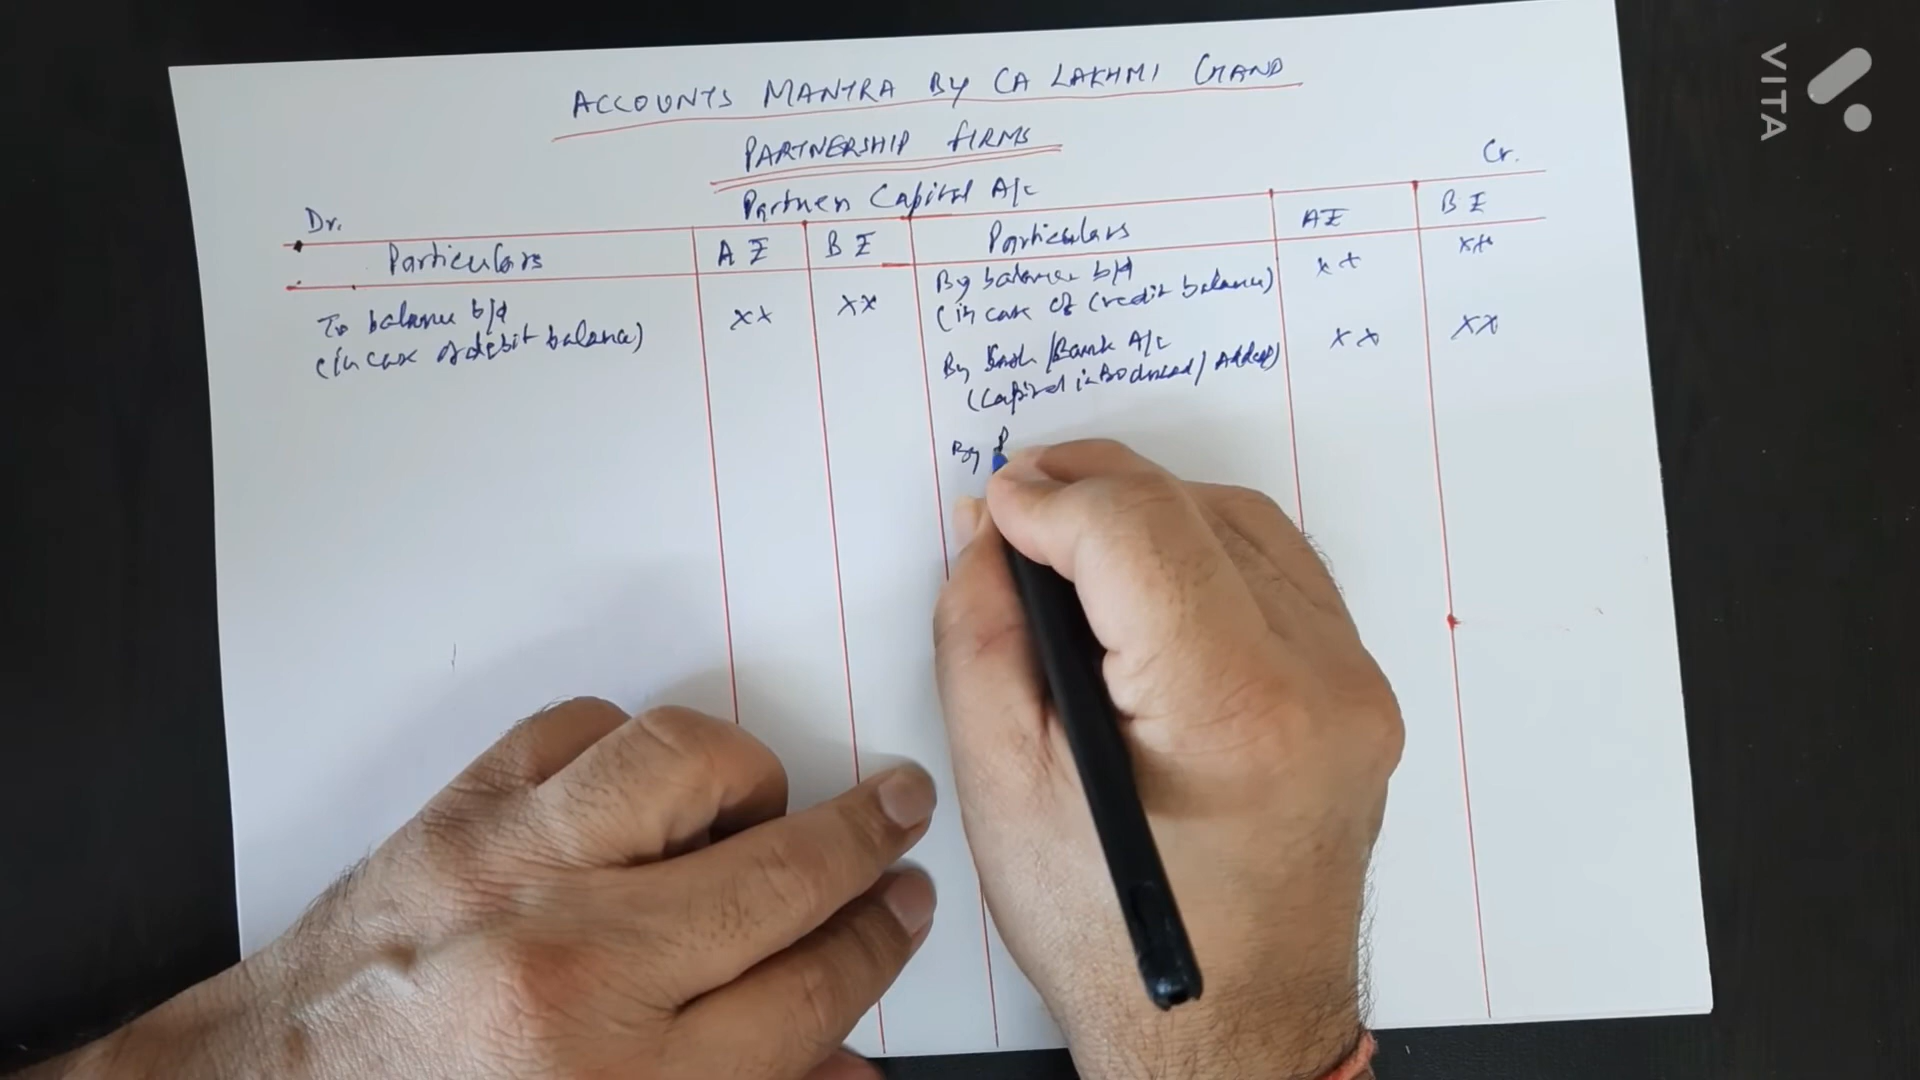 ACCOUNTS MANTRA BY CA LAKHMI CHAND
PARTNERSHIP FIRMS
Partners Capital A/c
Dr.
Cr.
Particulars A ₹ B ₹ Particulars A ₹ B ₹
To balance b/d xx xx
(in case of debit balance)
By balance b/d xx xx
(in case of Credit balance)
By Cash/Bank A/c xx xx
(Capital introduced/Added)
By P
VITA